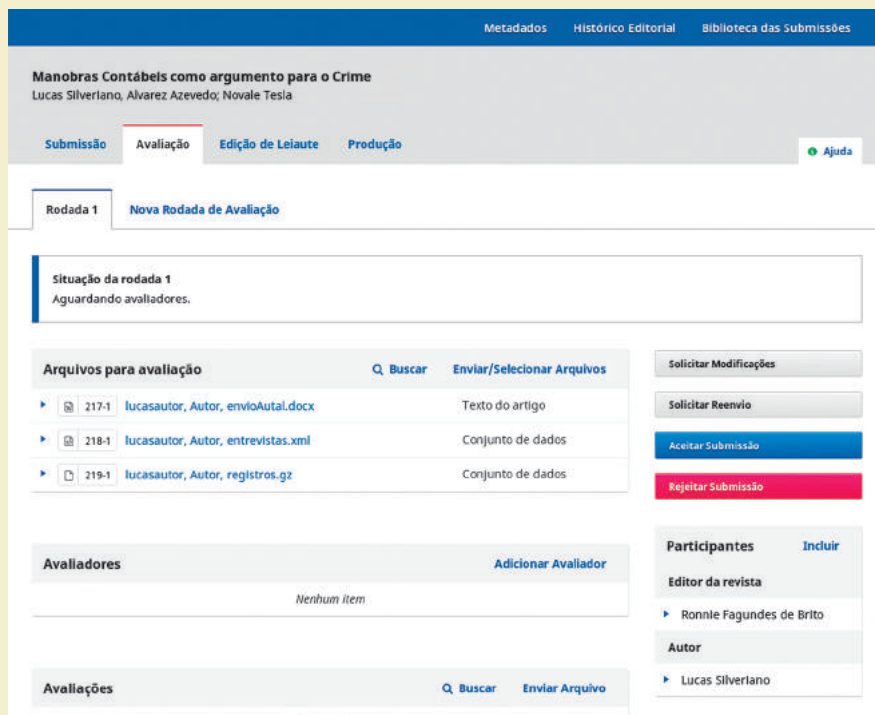 Metadados Histórico Editorial Biblioteca das Submissões
Manobras Contábeis como argumento para o Crime
Lucas Silveriano, Alvarez Azevedo; Novale Tesla
Submissão Avaliação Edição de Leiaute Produção
Ajuda
Rodada 1 Nova Rodada de Avaliação
Situação da rodada 1
Aguardando avaliadores.
Arquivos para avaliação Buscar Enviar/Selecionar Arquivos
217-1 lucasautor, Autor, envioAutal.docx Texto do artigo
218-1 lucasautor, Autor, entrevistas.xml Conjunto de dados
219-1 lucasautor, Autor, registros.gz Conjunto de dados
Solicitar Modificações
Solicitar Reenvio
Aceitar Submissão
Rejeitar Submissão
Avaliadores Adicionar Avaliador
Nenhum item
Participantes Incluir
Editor da revista
Ronnie Fagundes de Brito
Autor
Lucas Silveriano
Avaliações Buscar Enviar Arquivo